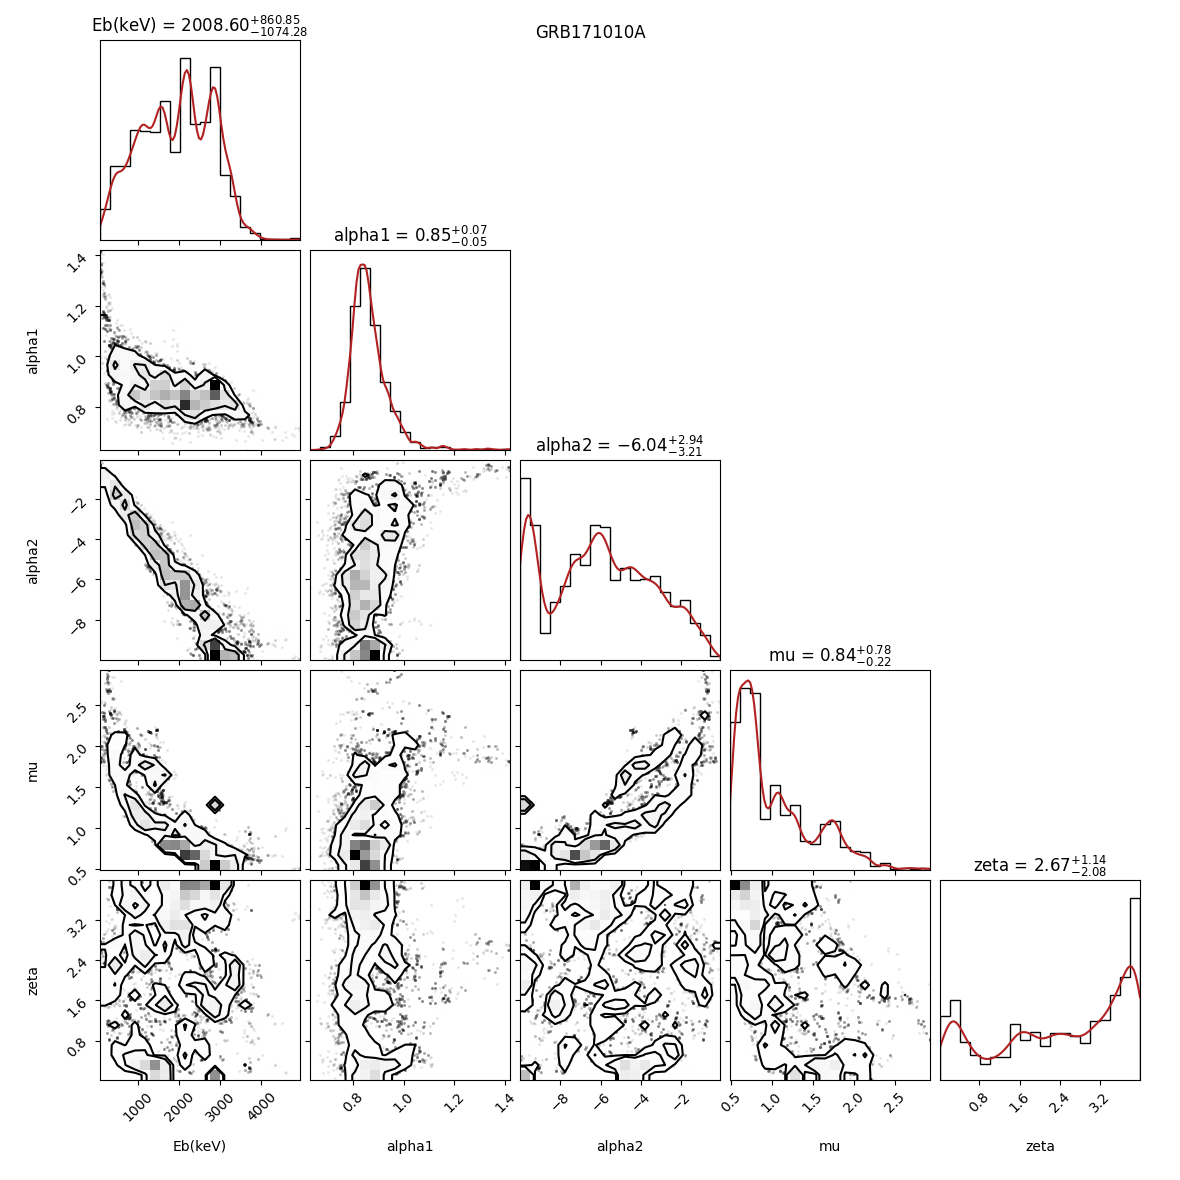 Eb(keV) = 2008.60+860.85−1074.28
GRB171010A
alpha1 = 0.85+0.07−0.05
1.4
1.2
1.0
0.8
alpha1
alpha2 = −6.04+2.94−3.21
−2
−4
−6
−8
alpha2
mu = 0.84+0.78−0.22
2.5
2.0
1.5
1.0
0.5
mu
zeta = 2.67+1.14−2.08
3.2
2.4
1.6
0.8
zeta
1000 2000 3000 4000 0.8 1.0 1.2 1.4 −8 −6 −4 −2 0.5 1.0 1.5 2.0 2.5 0.8 1.6 2.4 3.2
Eb(keV) alpha1 alpha2 mu zeta